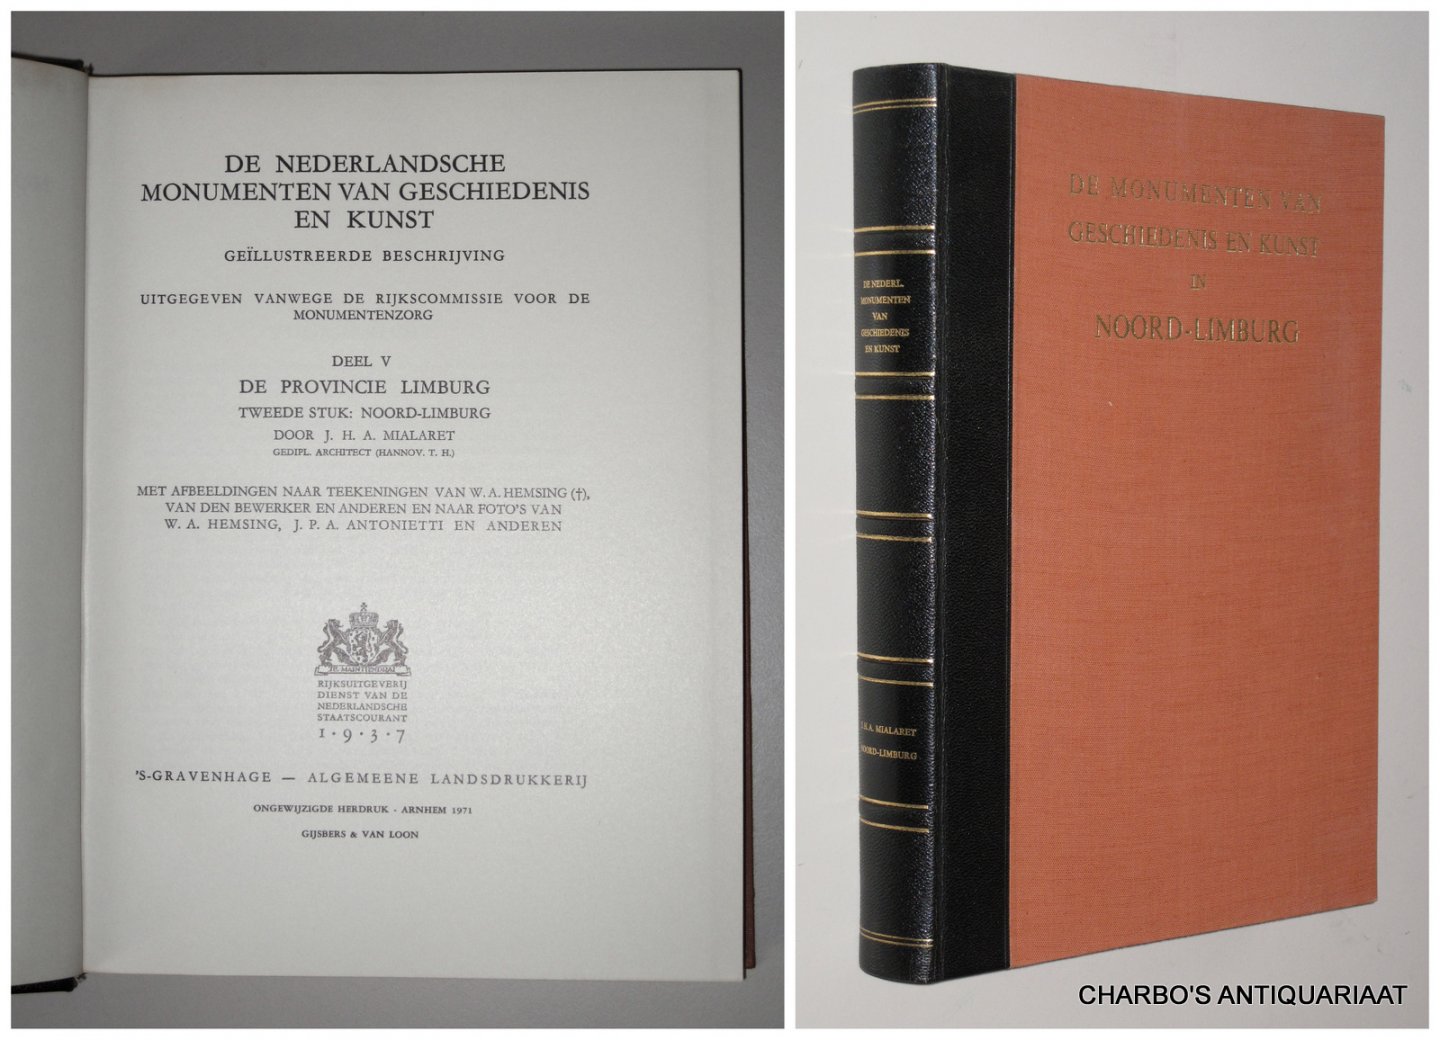 DE NEDERLANDSCHE
MONUMENTEN VAN GESCHIEDENIS
EN KUNST
GEÏLLUSTREERDE BESCHRIJVING
UITGEGEVEN VANWEGE DE RIJKSCOMMISSIE VOOR DE
MONUMENTENZORG
DEEL V
DE PROVINCIE LIMBURG
TWEEDE STUK: NOORD-LIMBURG
DOOR J. H. A. MIALARET
GEDIPL. ARCHITECT (HANNOV. T. H.)
MET AFBEELDINGEN NAAR TEEKENINGEN VAN W. A. HEMSING (†),
VAN DEN BEWERKER EN ANDEREN EN NAAR FOTO'S VAN
W. A. HEMSING, J. P. A. ANTONIETTI EN ANDEREN
JE MAINTIENDRAI
RIJKSUITGEVERIJ
DIENST VAN DE
NEDERLANDSCHE
STAATSCOURANT
1·9·3·7
'S-GRAVENHAGE — ALGEMEENE LANDSDRUKKERIJ
ONGEWIJZIGDE HERDRUK - ARNHEM 1971
GIJSBERS & VAN LOON
DE NEDERL.
MONUMENTEN
VAN
GESCHIEDENIS
EN KUNST
J.H.A. MIALARET
NOORD-LIMBURG
DE MONUMENTEN VAN
GESCHIEDENIS EN KUNST
IN
NOORD-LIMBURG
CHARBO'S ANTIQUARIAAT